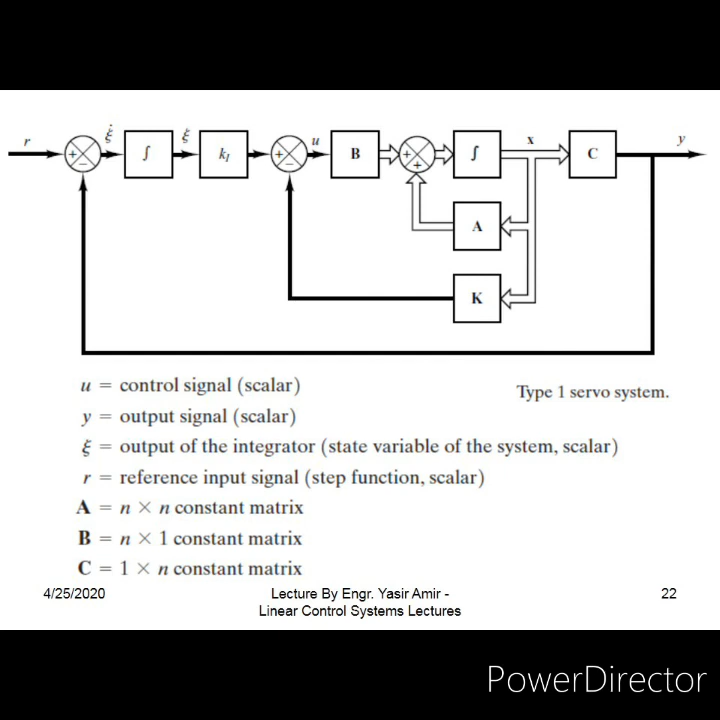 r
ξ̇
∫
ξ
k_I
u
B
∫
x
C
y
A
K
u = control signal (scalar)
Type 1 servo system.
y = output signal (scalar)
ξ = output of the integrator (state variable of the system, scalar)
r = reference input signal (step function, scalar)
A = n × n constant matrix
B = n × 1 constant matrix
C = 1 × n constant matrix
4/25/2020
Lecture By Engr. Yasir Amir -
Linear Control Systems Lectures
22
PowerDirector